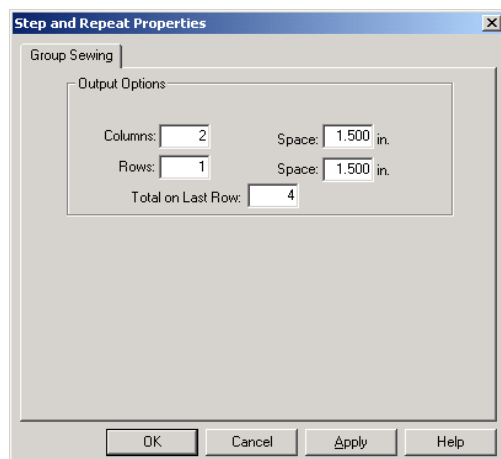 Step and Repeat Properties
Group Sewing
Output Options
Columns: 2 Space: 1.500 in.
Rows: 1 Space: 1.500 in.
Total on Last Row: 4
OK Cancel Apply Help